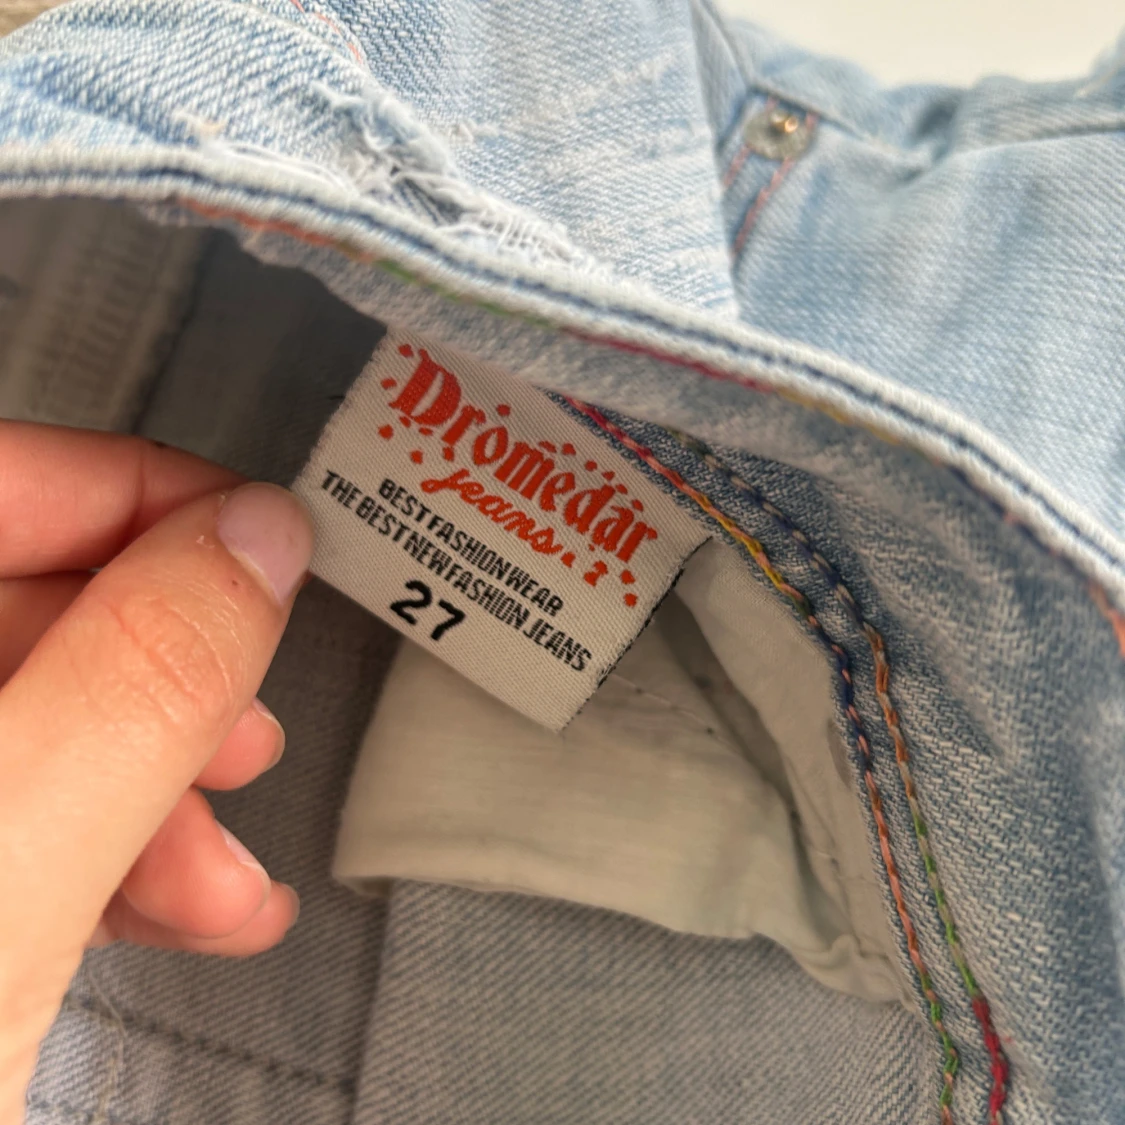 Dromedar
jeans.
BEST FASHION WEAR
THE BEST NEW FASHION JEANS
27